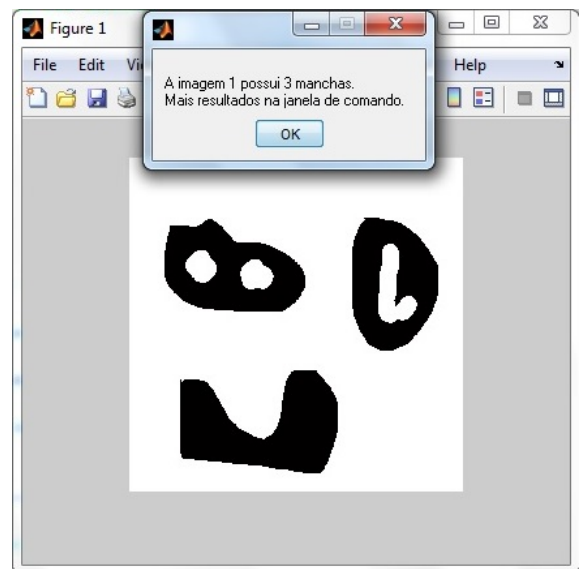 Figure 1
File Edit Vi Help
A imagem 1 possui 3 manchas.
Mais resultados na janela de comando.
OK